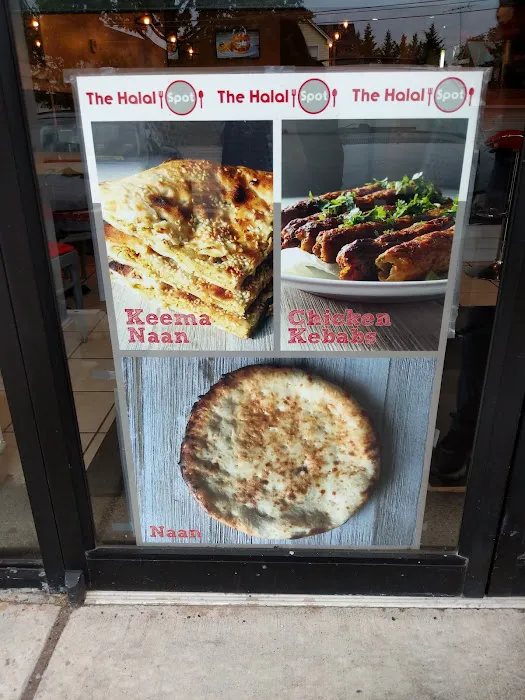 The Halal Spot The Halal Spot The Halal Spot
Keema
Naan
Chicken
Kebabs
Naan